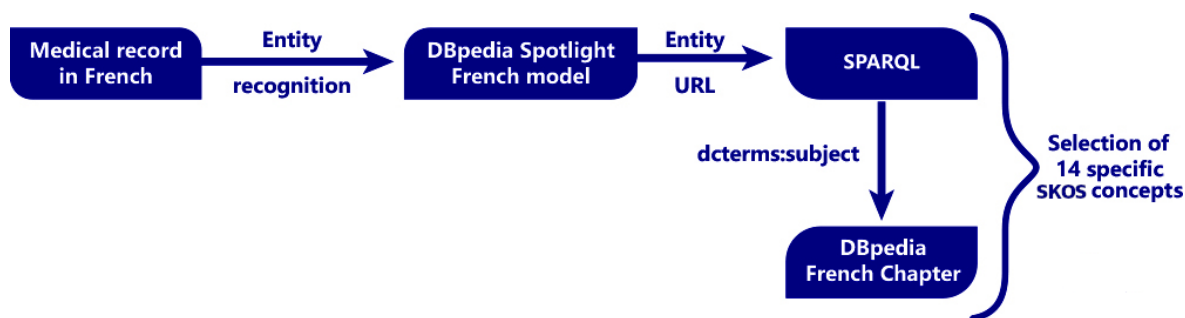 Medical record
in French
Entity
recognition
DBpedia Spotlight
French model
Entity
URL
SPARQL
dcterms:subject
DBpedia
French Chapter
Selection of
14 specific
SKOS concepts